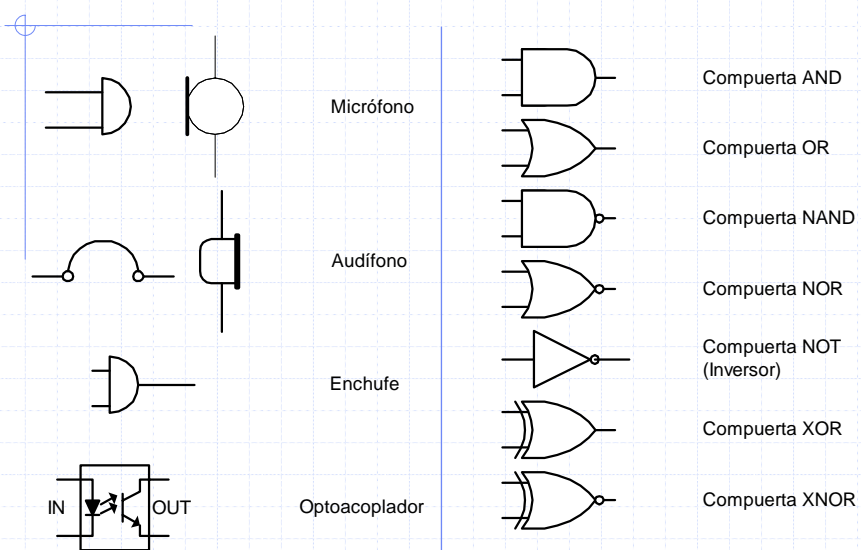 Micrófono
Audífono
Enchufe
IN
OUT
Optoacoplador
Compuerta AND
Compuerta OR
Compuerta NAND
Compuerta NOR
Compuerta NOT
(Inversor)
Compuerta XOR
Compuerta XNOR